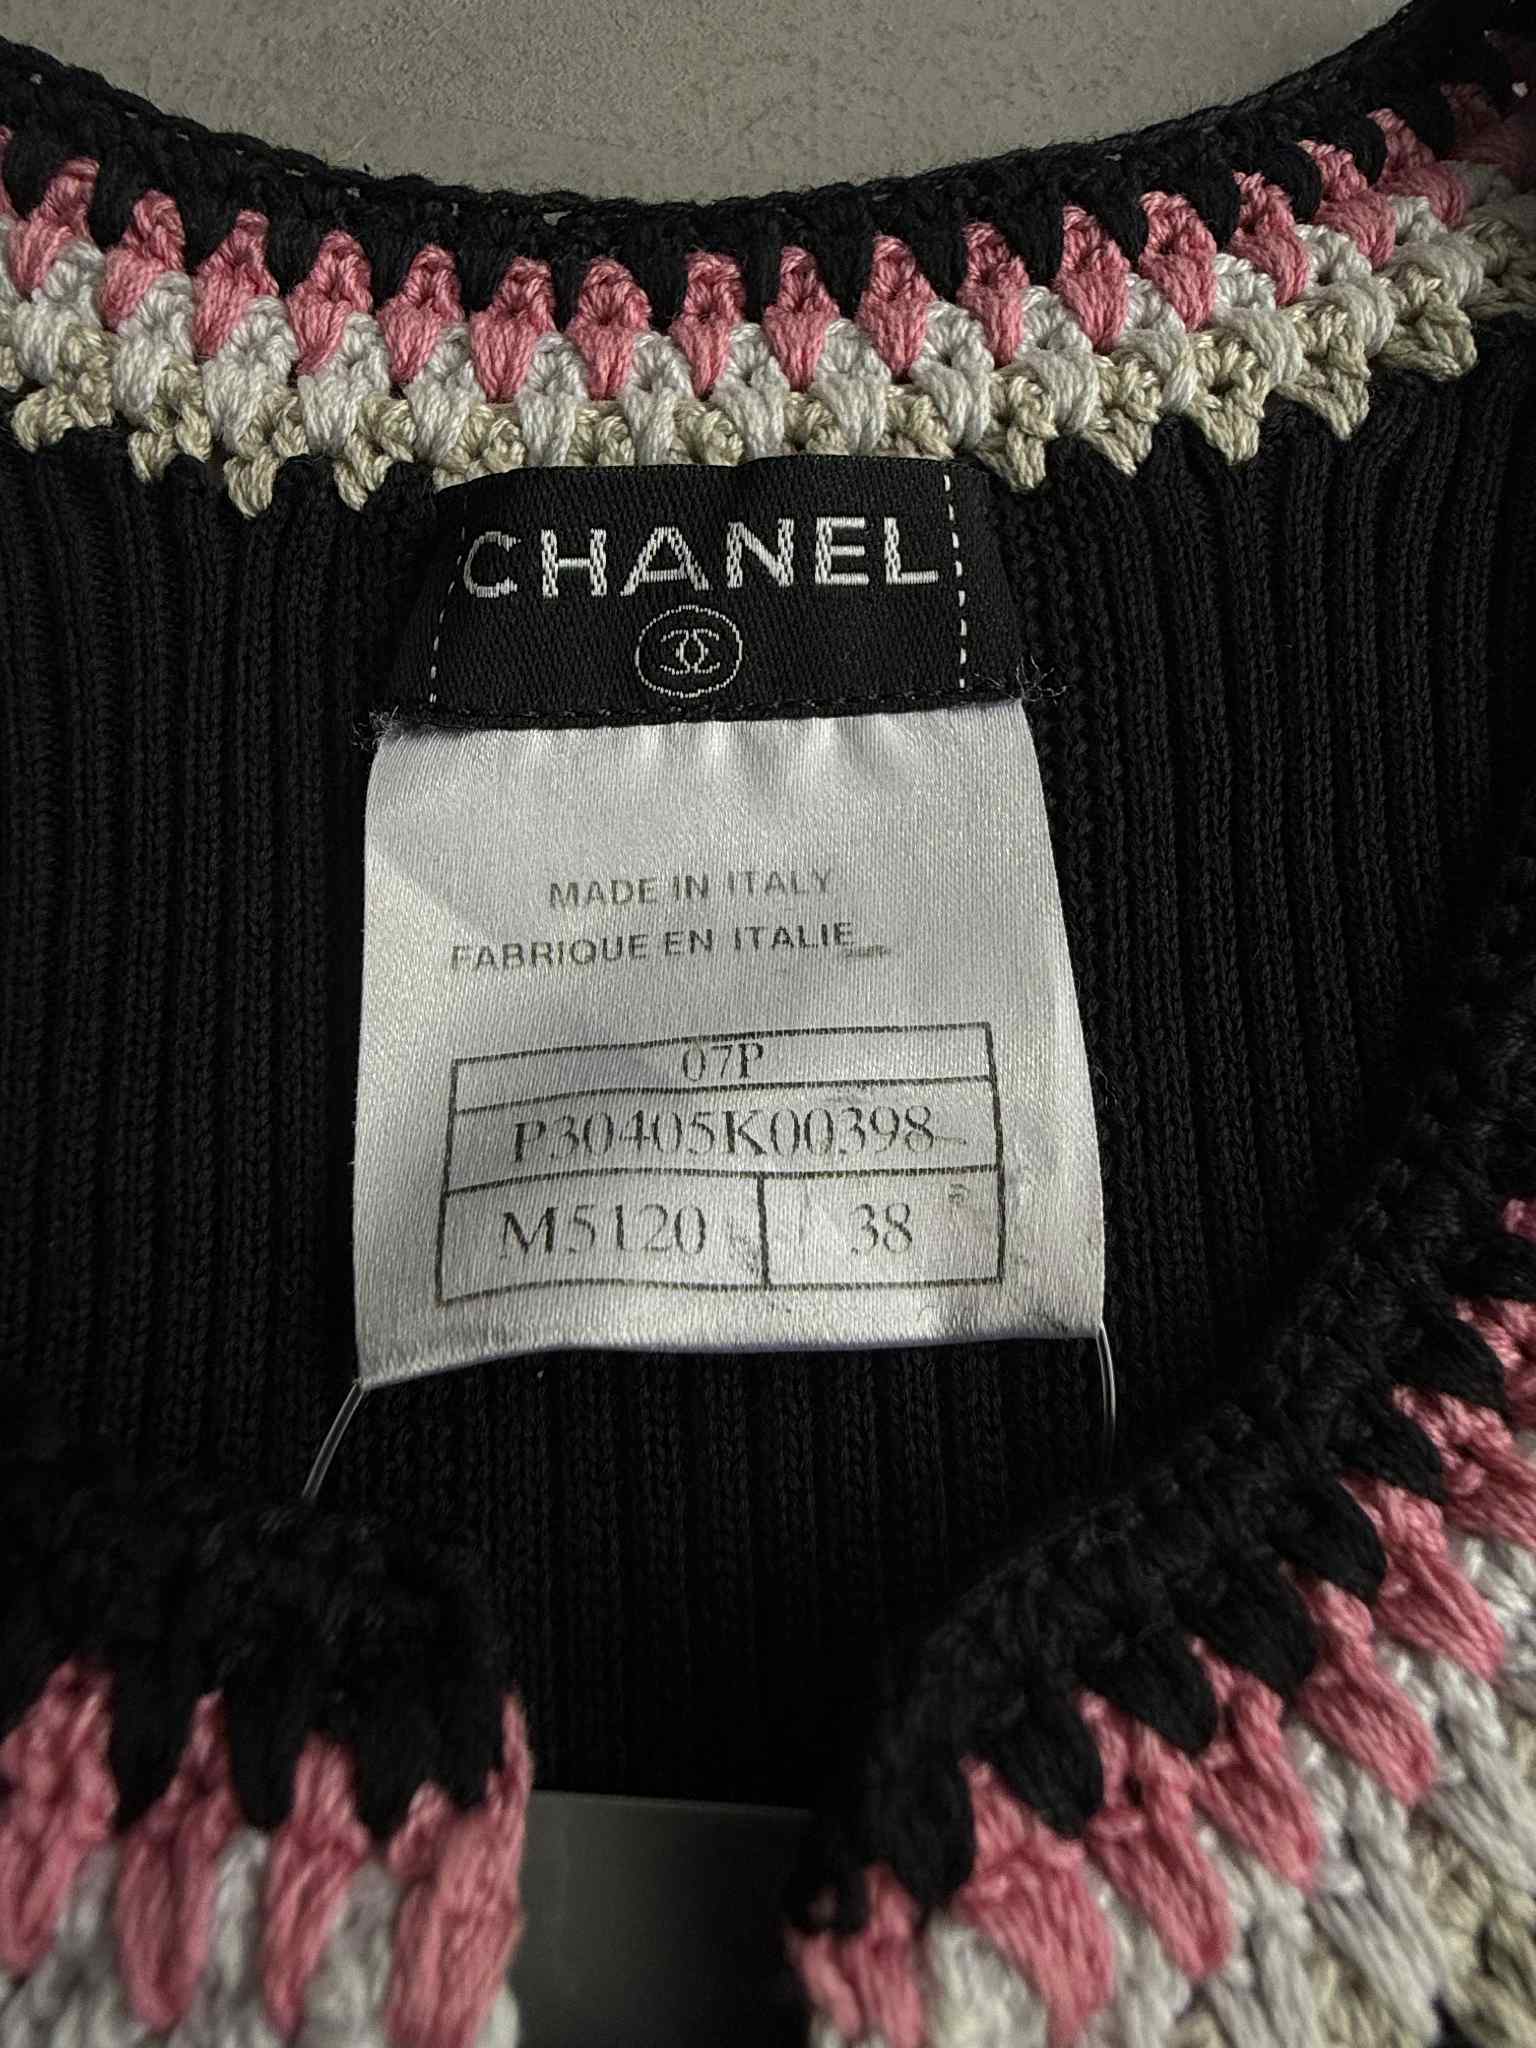 CHANEL
MADE IN ITALY
FABRIQUE EN ITALIE
07P
P30405K00398
M5120 38